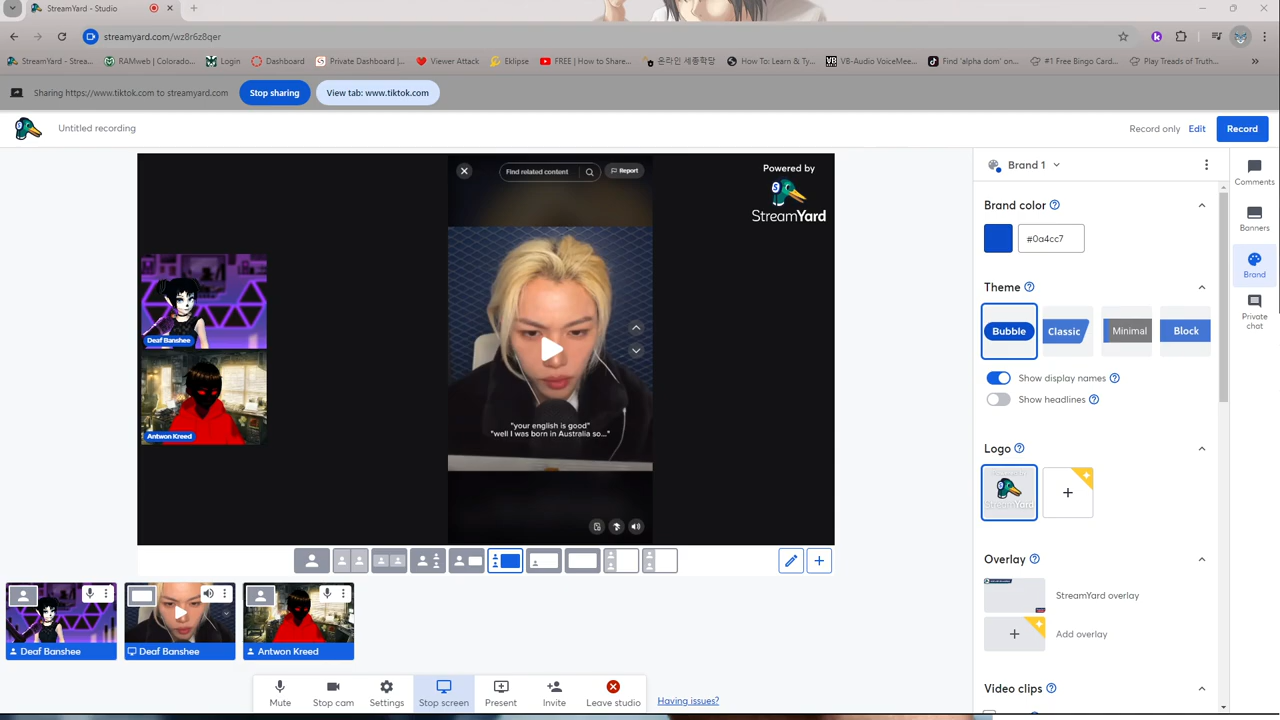 StreamYard - Studio
streamyard.com/wz8r6z8qer
StreamYard - Strea...
RAMweb | Colorado...
Login
Dashboard
Private Dashboard |...
Viewer Attack
Eklipse
FREE | How to Share...
온라인 세종학당
How To: Learn & Ty...
VB-Audio VoiceMee...
Find 'alpha dom' on...
#1 Free Bingo Card...
Play Treads of Truth...
Sharing https://www.tiktok.com to streamyard.com
Stop sharing
View tab: www.tiktok.com
Untitled recording
Record only
Edit
Record
Find related content
Report
Powered by
StreamYard
Deaf Banshee
Antwon Kreed
"your english is good"
"well I was born in Australia so..."
Brand 1
Brand color
#0a4cc7
Theme
Bubble
Classic
Minimal
Block
Show display names
Show headlines
Logo
StreamYard
Overlay
StreamYard overlay
Add overlay
Video clips
Comments
Banners
Brand
Private
chat
Deaf Banshee
Deaf Banshee
Antwon Kreed
Mute
Stop cam
Settings
Stop screen
Present
Invite
Leave studio
Having issues?